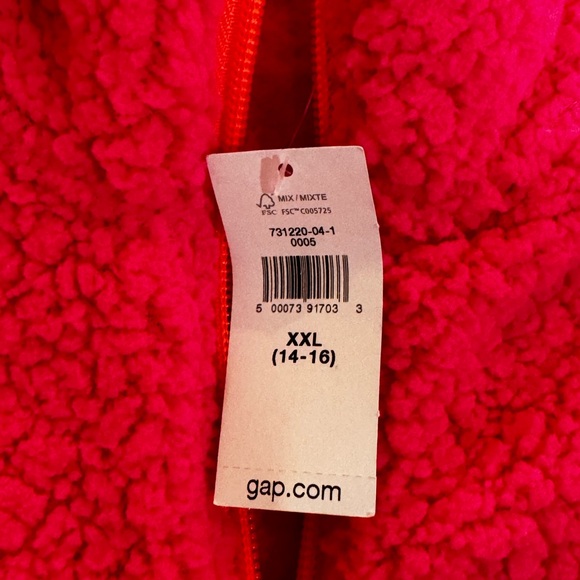 MIX / MIXTE
FSC FSC™ C005725
731220-04-1
0005
5 00073 91703 3
XXL
(14-16)
gap.com